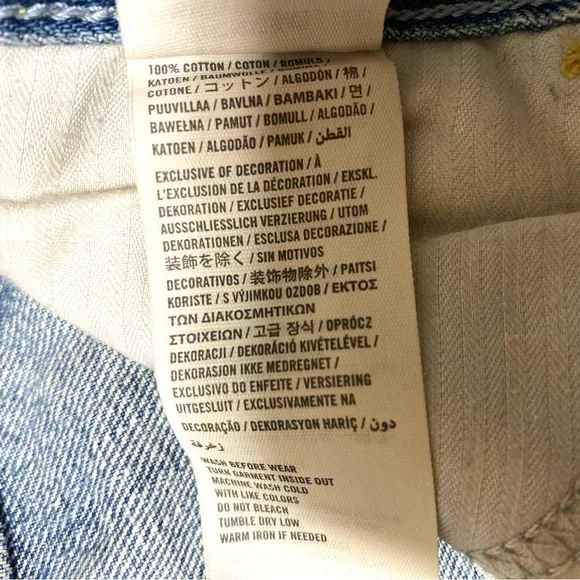 100% COTTON / COTON / ROMULO /
KATOEN / BAUMWOLLE / BOMULL /
COTONE / コットン / ALGODÓN / 棉 /
PUUVILLAA / BAVLNA / BAMBAKI / 면 /
BAWEŁNA / PAMUT / BOMULL / ALGODÃO /
KATOEN / ALGODÃO / PAMUK / القطن
EXCLUSIVE OF DECORATION / À
L'EXCLUSION DE LA DÉCORATION / EKSKL.
DEKORATION / EXCLUSIEF DECORATIE /
AUSSCHLIESSLICH VERZIERUNG / UTOM
DEKORATIONEN / ESCLUSA DECORAZIONE /
装飾を除く / SIN MOTIVOS
DECORATIVOS / 装饰物除外 / PAITSI
KORISTE / S VÝJIMKOU OZDOB / ΕΚΤΟΣ
ΤΩΝ ΔΙΑΚΟΣΜΗΤΙΚΩΝ
ΣΤΟΙΧΕΙΩΝ / 고급 장식 / OPRÓCZ
DEKORACJI / DEKORÁCIÓ KIVÉTELÉVEL /
DEKORASJON IKKE MEDREGNET /
EXCLUSIVO DO ENFEITE / VERSIERING
UITGESLUIT / EXCLUSIVAMENTE NA
DECORAÇÃO / DEKORASYON HARIÇ / دون
زخرفة
WASH BEFORE WEAR
TURN GARMENT INSIDE OUT
MACHINE WASH COLD
WITH LIKE COLORS
DO NOT BLEACH
TUMBLE DRY LOW
WARM IRON IF NEEDED